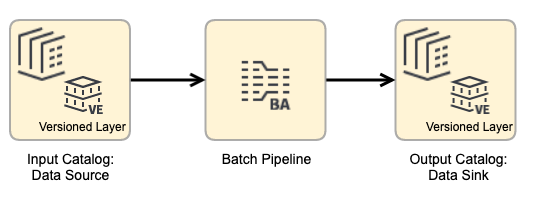 VE
Versioned Layer
Input Catalog:
Data Source
BA
Batch Pipeline
VE
Versioned Layer
Output Catalog:
Data Sink